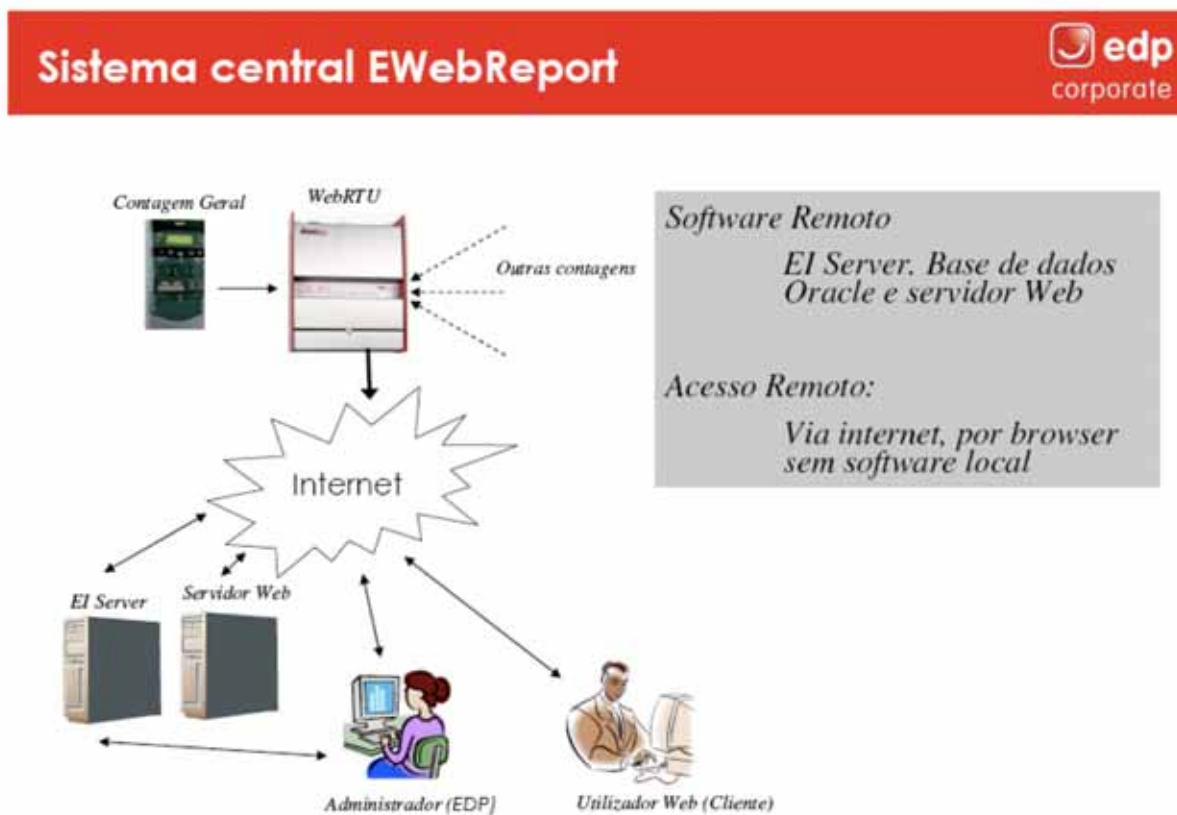 Sistema central EWebReport
edp
corporate
Contagem Geral
WebRTU
Outras contagens
Software Remoto
EI Server. Base de dados
Oracle e servidor Web
Acesso Remoto:
Via internet, por browser
sem software local
Internet
EI Server
Servidor Web
Administrador (EDP)
Utilizador Web (Cliente)